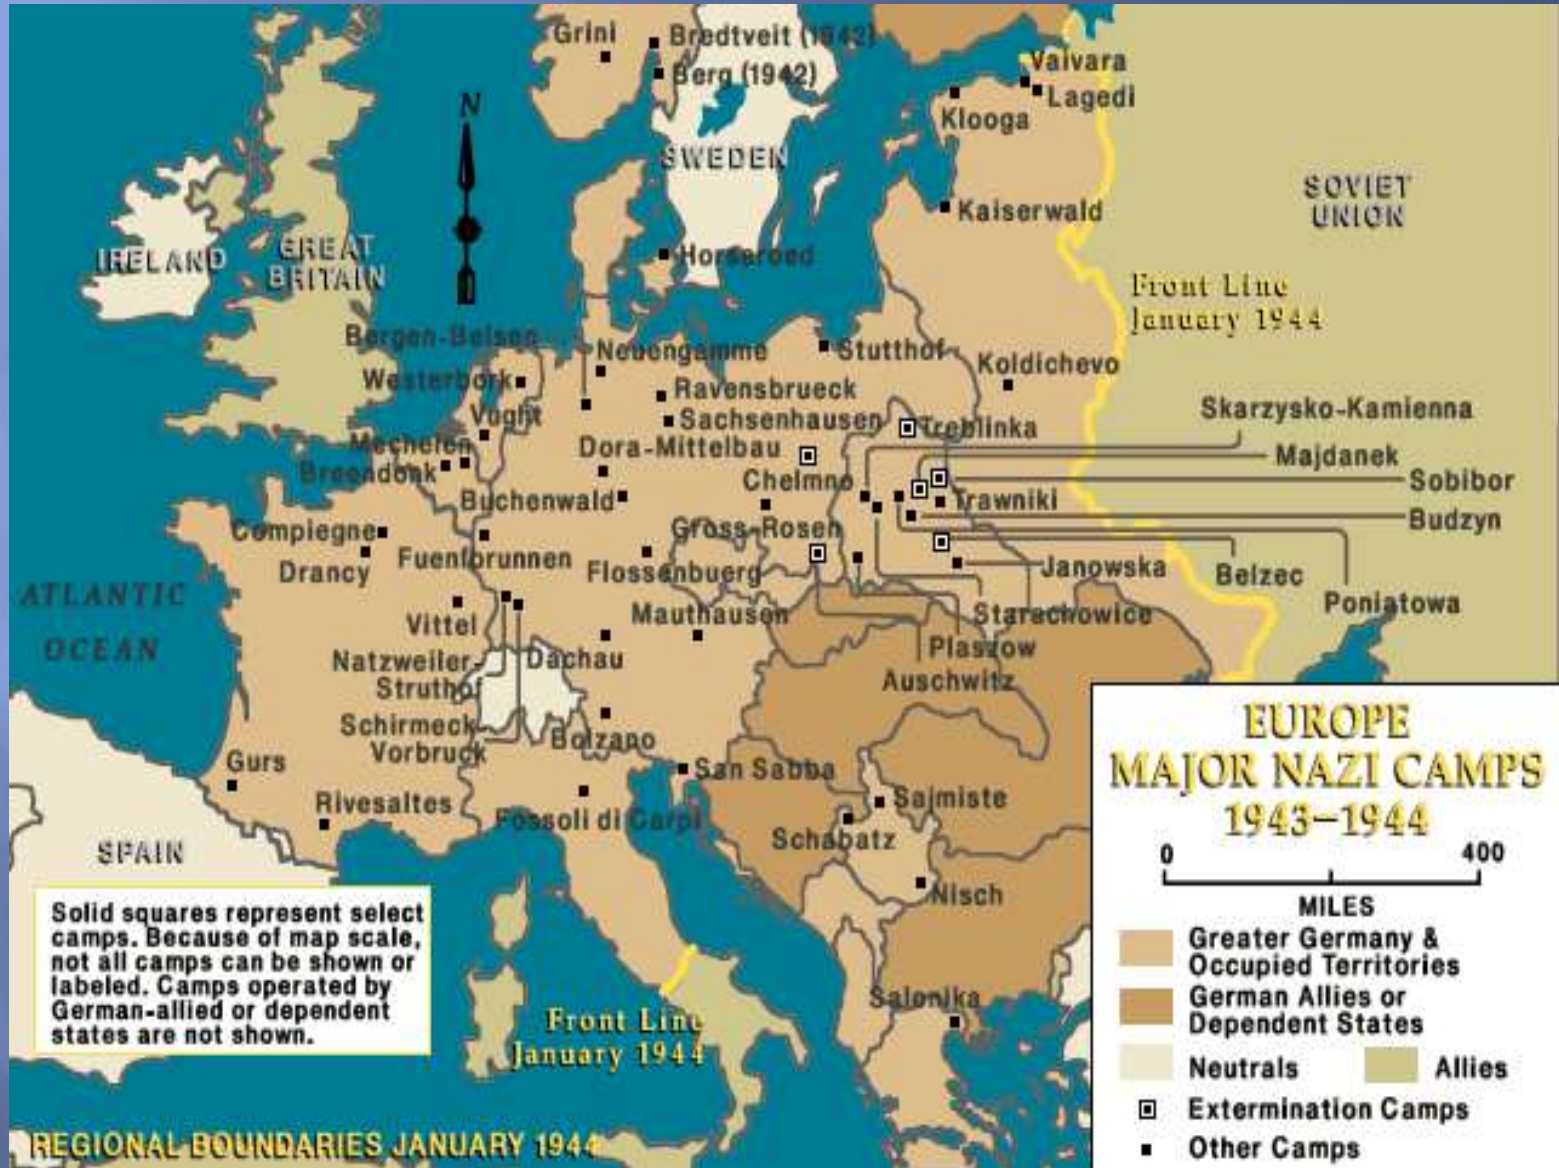 Grini
Bredtveit (1942)
Berg (1942)
Vaivara
Lagedi
Klooga
N
SWEDEN
SOVIET
UNION
Kaiserwald
IRELAND
GREAT
BRITAIN
Horseroed
Front Line
January 1944
Bergen-Belsen
Neuengamme
Stutthof
Koldichevo
Westerbork
Ravensbrueck
Vught
Sachsenhausen
Treblinka
Skarzysko-Kamienna
Mechelen
Dora-Mittelbau
Majdanek
Breendonk
Chelmno
Sobibor
Buchenwald
Trawniki
Budzyn
Compiegne
Gross-Rosen
Fuenfbrunnen
Drancy
Flossenbuerg
Janowska
Belzec
ATLANTIC
OCEAN
Poniatowa
Vittel
Mauthausen
Starachowice
Natzweiler-
Struthof
Dachau
Plaszow
Auschwitz
Schirmeck-
Vorbruck
Bolzano
EUROPE
MAJOR NAZI CAMPS
1943–1944
Gurs
San Sabba
Rivesaltes
Sajmiste
Fossoli di Carpi
Schabatz
SPAIN
0 400
MILES
Nisch
Solid squares represent select
camps. Because of map scale,
not all camps can be shown or
labeled. Camps operated by
German-allied or dependent
states are not shown.
Greater Germany &
Occupied Territories
Salonika
German Allies or
Dependent States
Front Line
January 1944
Neutrals
Allies
Extermination Camps
Other Camps
REGIONAL BOUNDARIES JANUARY 1944